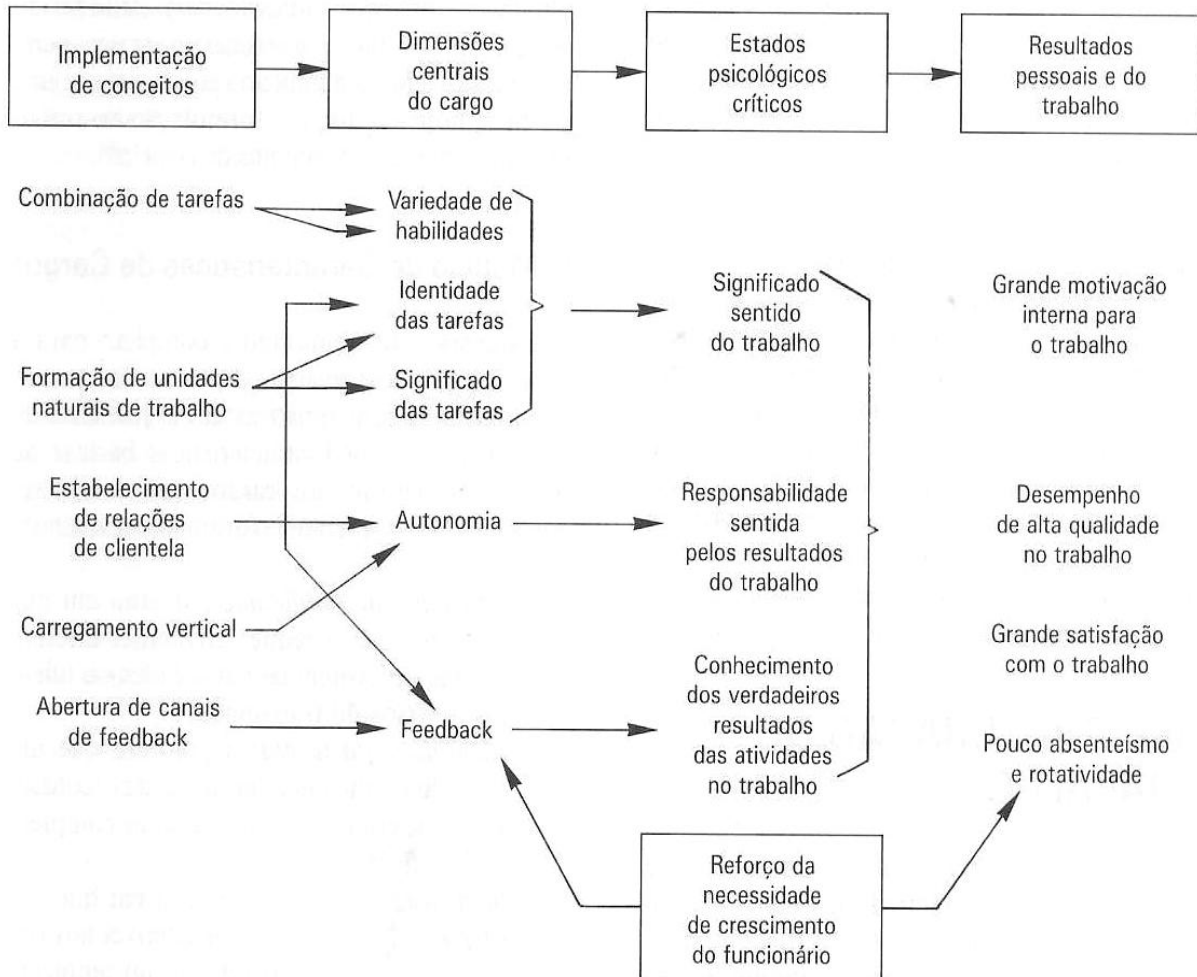 Implementação
de conceitos
Dimensões
centrais
do cargo
Estados
psicológicos
críticos
Resultados
pessoais e do
trabalho
Combinação de tarefas
Variedade de
habilidades
Identidade
das tarefas
Formação de unidades
naturais de trabalho
Significado
das tarefas
Significado
sentido
do trabalho
Grande motivação
interna para
o trabalho
Estabelecimento
de relações
de clientela
Autonomia
Responsabilidade
sentida
pelos resultados
do trabalho
Desempenho
de alta qualidade
no trabalho
Carregamento vertical
Grande satisfação
com o trabalho
Abertura de canais
de feedback
Feedback
Conhecimento
dos verdadeiros
resultados
das atividades
no trabalho
Pouco absenteísmo
e rotatividade
Reforço da
necessidade
de crescimento
do funcionário